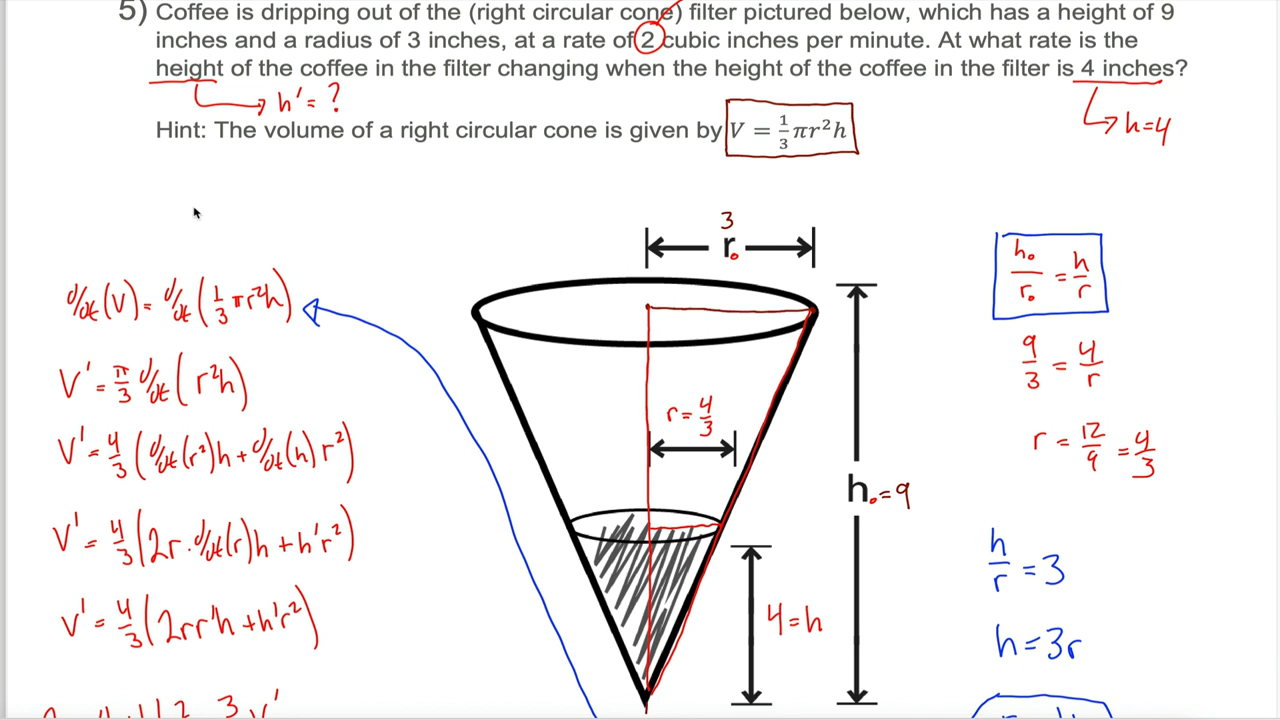 5) Coffee is dripping out of the (right circular cone) filter pictured below, which has a height of 9
inches and a radius of 3 inches, at a rate of 2 cubic inches per minute. At what rate is the
height of the coffee in the filter changing when the height of the coffee in the filter is 4 inches?
h' = ?
h=4
Hint: The volume of a right circular cone is given by V = 1/3 πr²h
d/dt (V) = d/dt (1/3 πr²h)
V' = π/3 d/dt (r²h)
V' = 4/3 (d/dt (r²)h + d/dt (h) r²)
V' = 4/3 (2r · d/dt (r)h + h'r²)
V' = 4/3 (2rr'h + h'r²)
3
r₀
r = 4/3
h₀ = 9
4 = h
h₀/r₀ = h/r
9/3 = 4/r
r = 12/9 = 4/3
h/r = 3
h = 3r